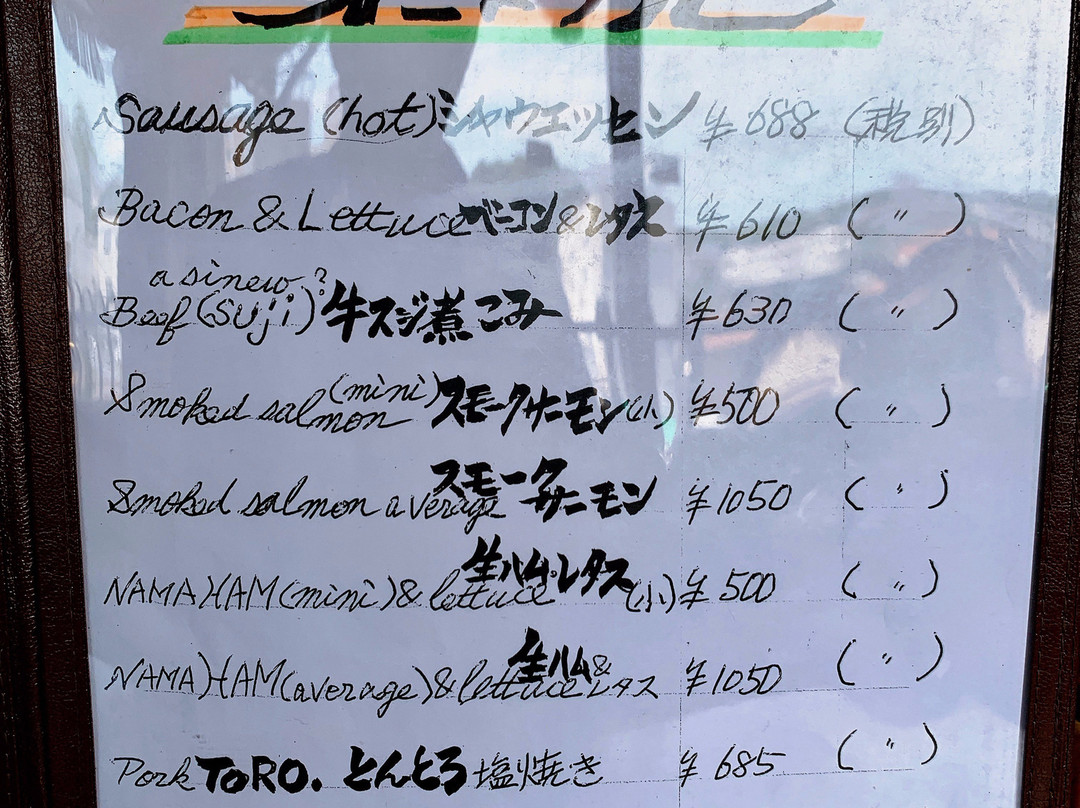 Sausage (hot) シャウエッセン ¥688 (税別)
Bacon & Lettuce ベーコン&レタス ¥610 ( 〃 )
a sinew?
Beef (Suji) 牛スジ煮こみ ¥630 ( 〃 )
Smoked salmon (mini) スモークサーモン(小) ¥500 ( 〃 )
Smoked salmon average スモークサーモン ¥1050 ( 〃 )
NAMA HAM (mini) & lettuce 生ハム・レタス(小) ¥500 ( 〃 )
NAMA HAM (average) & lettuce 生ハム&レタス ¥1050 ( 〃 )
Pork TORO. とんとろ塩焼き ¥685 ( 〃 )